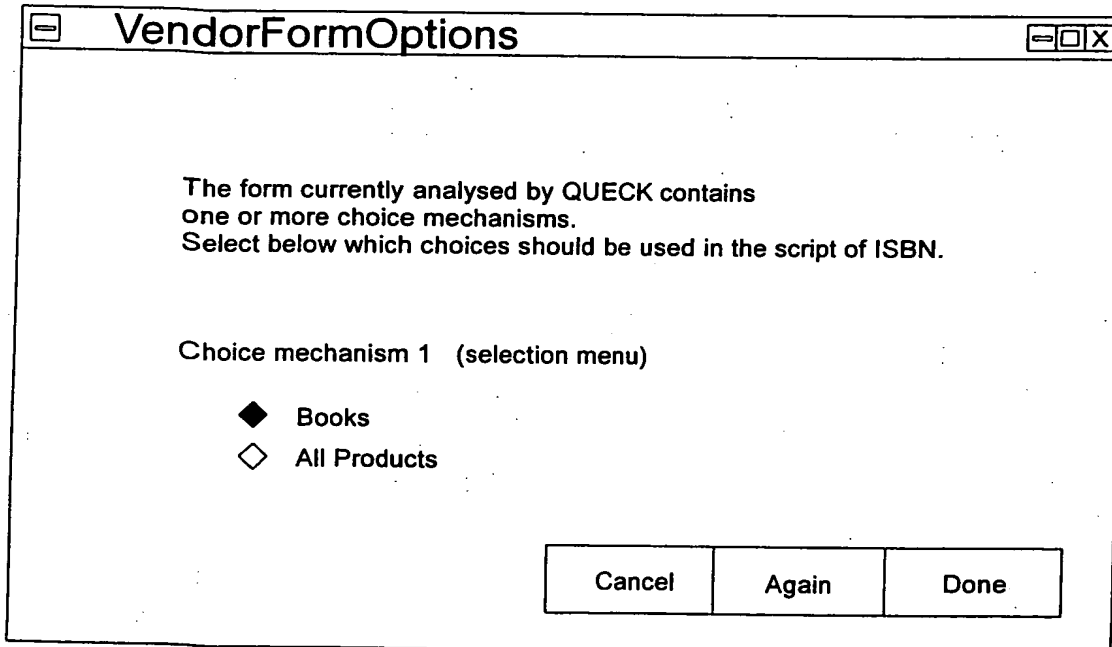 VendorFormOptions
The form currently analysed by QUECK contains
one or more choice mechanisms.
Select below which choices should be used in the script of ISBN.
Choice mechanism 1 (selection menu)
Books
All Products
Cancel Again Done